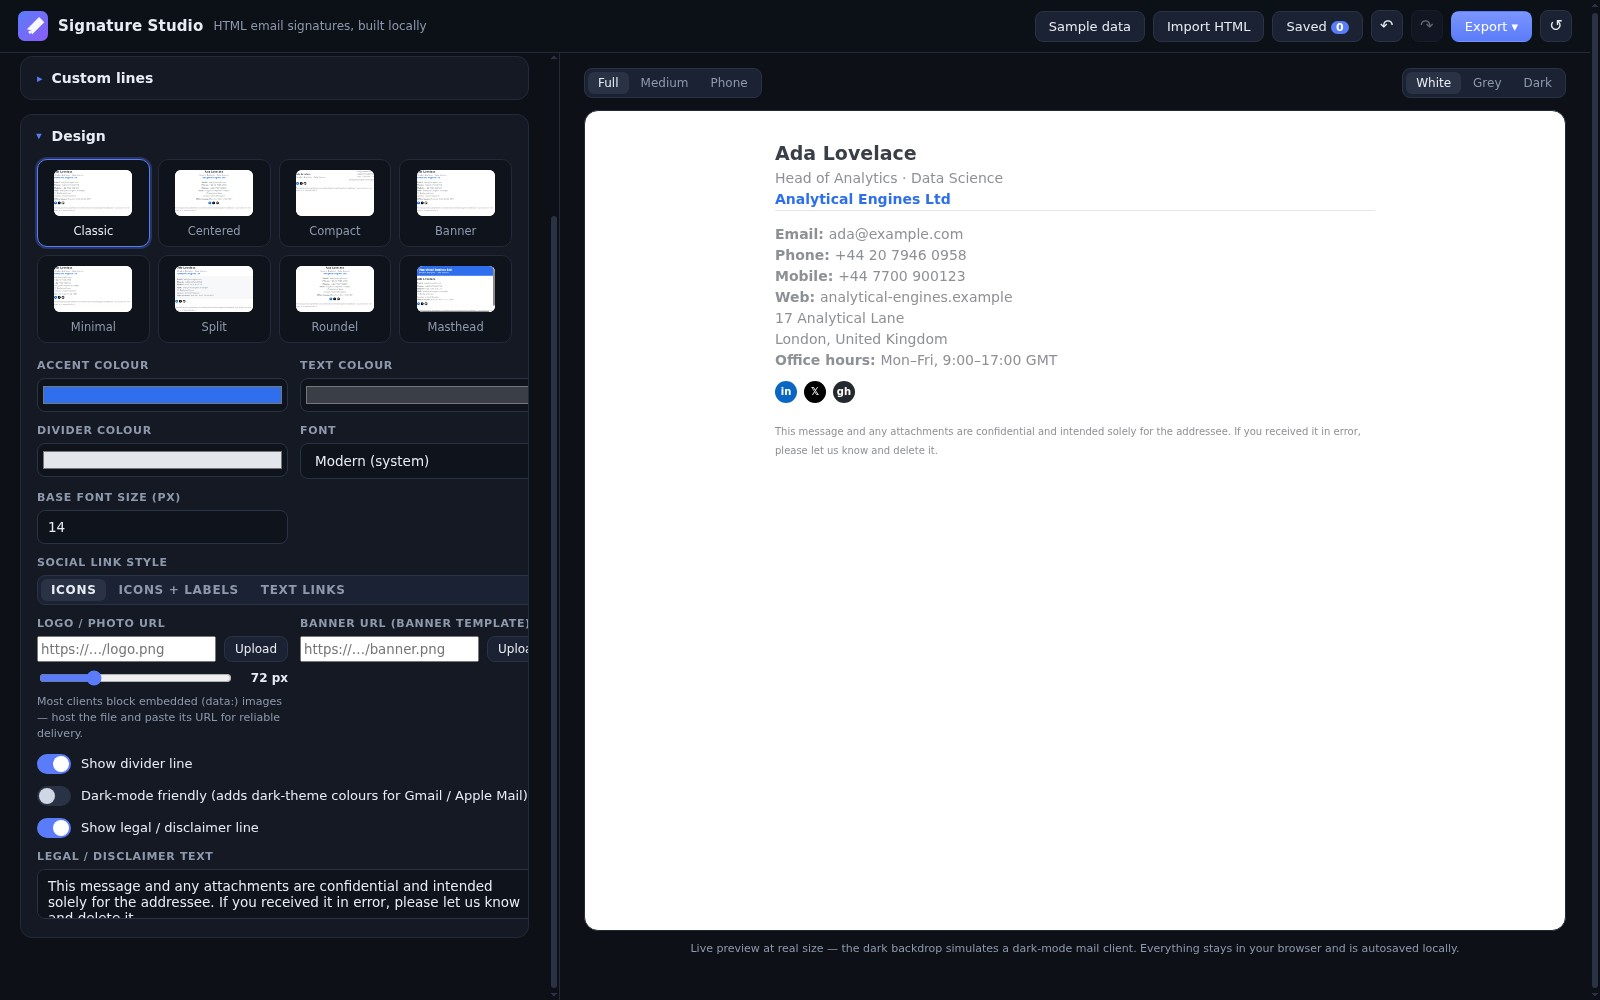 Signature Studio HTML email signatures, built locally
Sample data Import HTML Saved 0 Export ▾
Custom lines
Design
Classic Centered Compact Banner
Minimal Split Roundel Masthead
ACCENT COLOUR TEXT COLOUR
DIVIDER COLOUR FONT
Modern (system)
BASE FONT SIZE (PX)
14
SOCIAL LINK STYLE
ICONS ICONS + LABELS TEXT LINKS
LOGO / PHOTO URL BANNER URL (BANNER TEMPLATE)
https://…/logo.png Upload https://…/banner.png Uploa
72 px
Most clients block embedded (data:) images
— host the file and paste its URL for reliable
delivery.
Show divider line
Dark-mode friendly (adds dark-theme colours for Gmail / Apple Mail)
Show legal / disclaimer line
LEGAL / DISCLAIMER TEXT
This message and any attachments are confidential and intended
solely for the addressee. If you received it in error, please let us know
and delete it.
Full Medium Phone White Grey Dark
Ada Lovelace
Head of Analytics · Data Science
Analytical Engines Ltd
Email: ada@example.com
Phone: +44 20 7946 0958
Mobile: +44 7700 900123
Web: analytical-engines.example
17 Analytical Lane
London, United Kingdom
Office hours: Mon–Fri, 9:00–17:00 GMT
in 𝕏 gh
This message and any attachments are confidential and intended solely for the addressee. If you received it in error,
please let us know and delete it.
Live preview at real size — the dark backdrop simulates a dark-mode mail client. Everything stays in your browser and is autosaved locally.